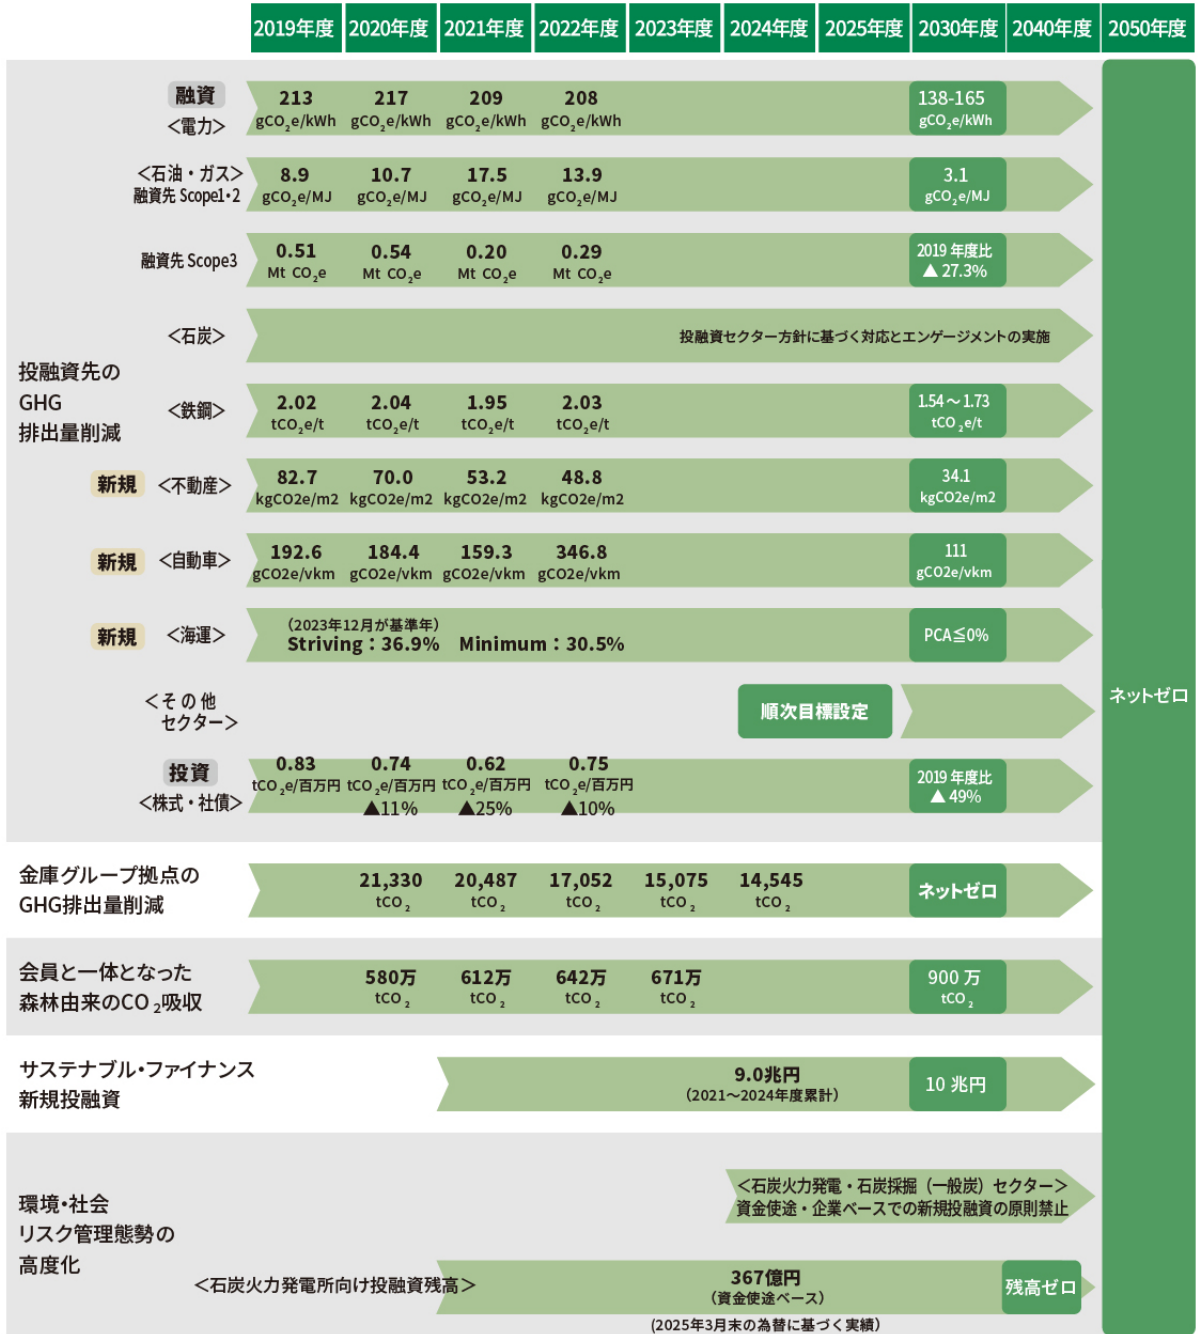 2019年度 2020年度 2021年度 2022年度 2023年度 2024年度 2025年度 2030年度 2040年度 2050年度
融資
<電力>
213 217 209 208 138-165
gCO₂e/kWh gCO₂e/kWh gCO₂e/kWh gCO₂e/kWh gCO₂e/kWh
<石油・ガス>
融資先 Scope1・2
8.9 10.7 17.5 13.9 3.1
gCO₂e/MJ gCO₂e/MJ gCO₂e/MJ gCO₂e/MJ gCO₂e/MJ
融資先 Scope3
0.51 0.54 0.20 0.29 2019 年度比
Mt CO₂e Mt CO₂e Mt CO₂e Mt CO₂e ▲ 27.3%
<石炭>
投融資セクター方針に基づく対応とエンゲージメントの実施
投融資先の
GHG
排出量削減
<鉄鋼>
2.02 2.04 1.95 2.03 1.54～1.73
tCO₂e/t tCO₂e/t tCO₂e/t tCO₂e/t tCO₂e/t
新規 <不動産>
82.7 70.0 53.2 48.8 34.1
kgCO2e/m2 kgCO2e/m2 kgCO2e/m2 kgCO2e/m2 kgCO2e/m2
新規 <自動車>
192.6 184.4 159.3 346.8 111
gCO2e/vkm gCO2e/vkm gCO2e/vkm gCO2e/vkm gCO2e/vkm
新規 <海運>
（2023年12月が基準年）
Striving：36.9% Minimum：30.5% PCA≦0%
<その他
セクター>
順次目標設定
ネットゼロ
投資
<株式・社債>
0.83 0.74 0.62 0.75 2019 年度比
tCO₂e/百万円 tCO₂e/百万円 tCO₂e/百万円 tCO₂e/百万円 ▲ 49%
▲11% ▲25% ▲10%
金庫グループ拠点の
GHG排出量削減
21,330 20,487 17,052 15,075 14,545 ネットゼロ
tCO₂ tCO₂ tCO₂ tCO₂ tCO₂
会員と一体となった
森林由来のCO₂吸収
580万 612万 642万 671万 900 万
tCO₂ tCO₂ tCO₂ tCO₂ tCO₂
サステナブル・ファイナンス
新規投融資
9.0兆円 10 兆円
（2021～2024年度累計）
環境・社会
リスク管理態勢の
高度化
<石炭火力発電・石炭採掘（一般炭）セクター>
資金使途・企業ベースでの新規投融資の原則禁止
<石炭火力発電所向け投融資残高>
367億円 残高ゼロ
（資金使途ベース）
（2025年3月末の為替に基づく実績）